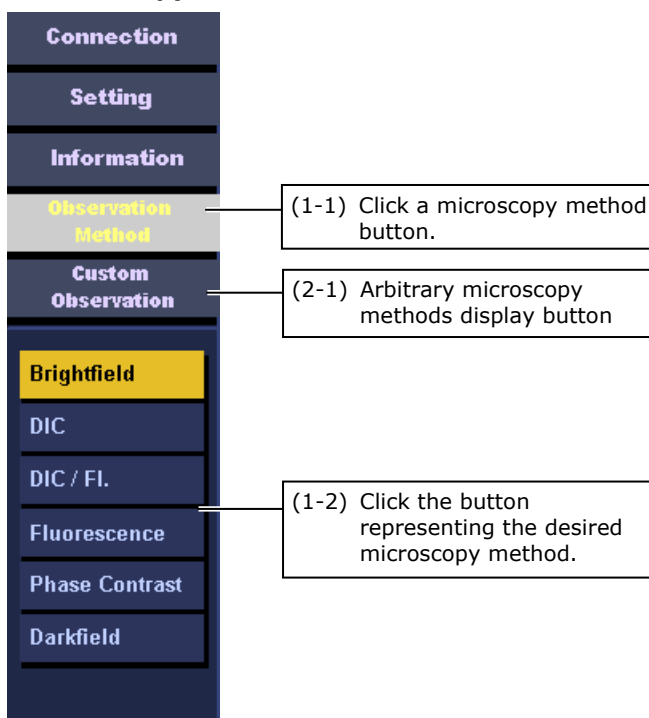 Connection
Setting
Information
Observation
Method
Custom
Observation
Brightfield
DIC
DIC / Fl.
Fluorescence
Phase Contrast
Darkfield
(1-1) Click a microscopy method
button.
(2-1) Arbitrary microscopy
methods display button
(1-2) Click the button
representing the desired
microscopy method.